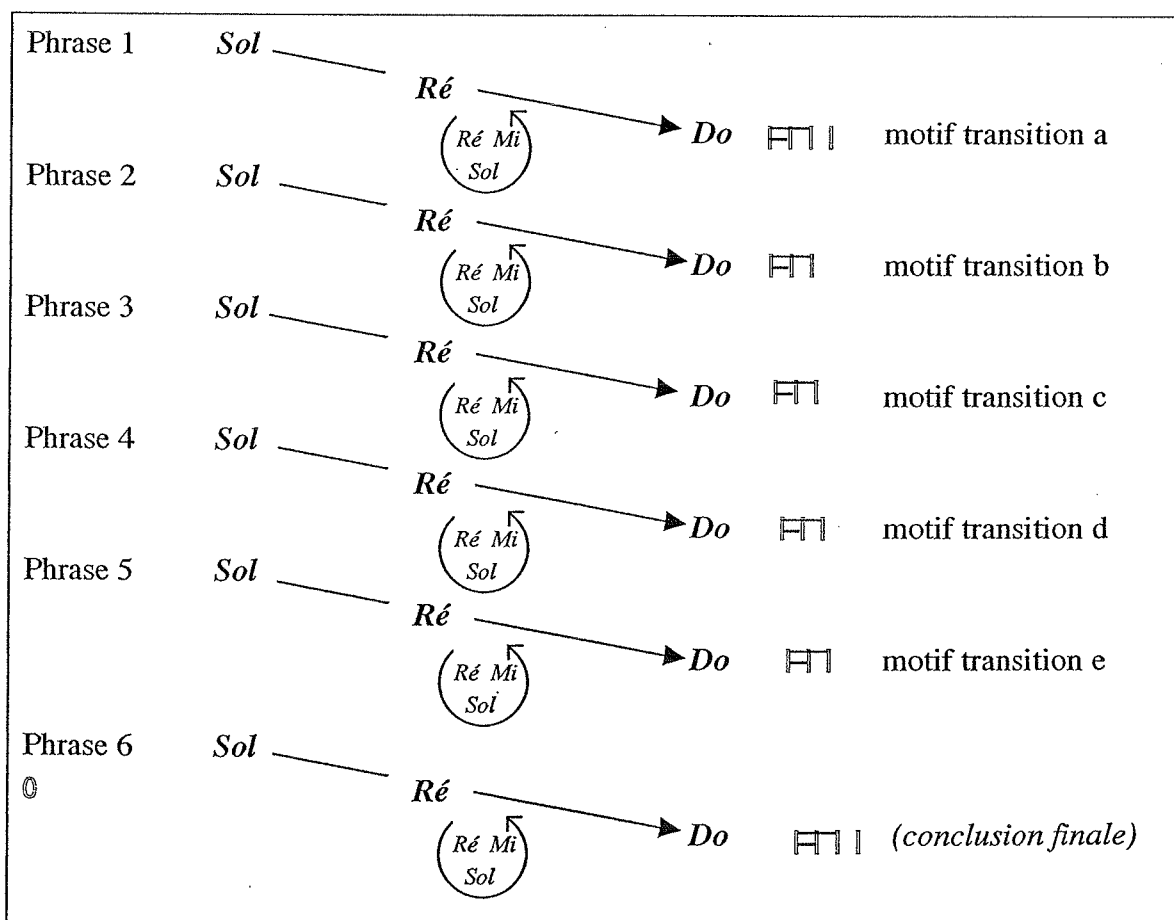 Phrase 1 Sol
Ré
Ré Mi
Sol
Do motif transition a
Phrase 2 Sol
Ré
Ré Mi
Sol
Do motif transition b
Phrase 3 Sol
Ré
Ré Mi
Sol
Do motif transition c
Phrase 4 Sol
Ré
Ré Mi
Sol
Do motif transition d
Phrase 5 Sol
Ré
Ré Mi
Sol
Do motif transition e
Phrase 6 Sol
Ré
Ré Mi
Sol
Do (conclusion finale)